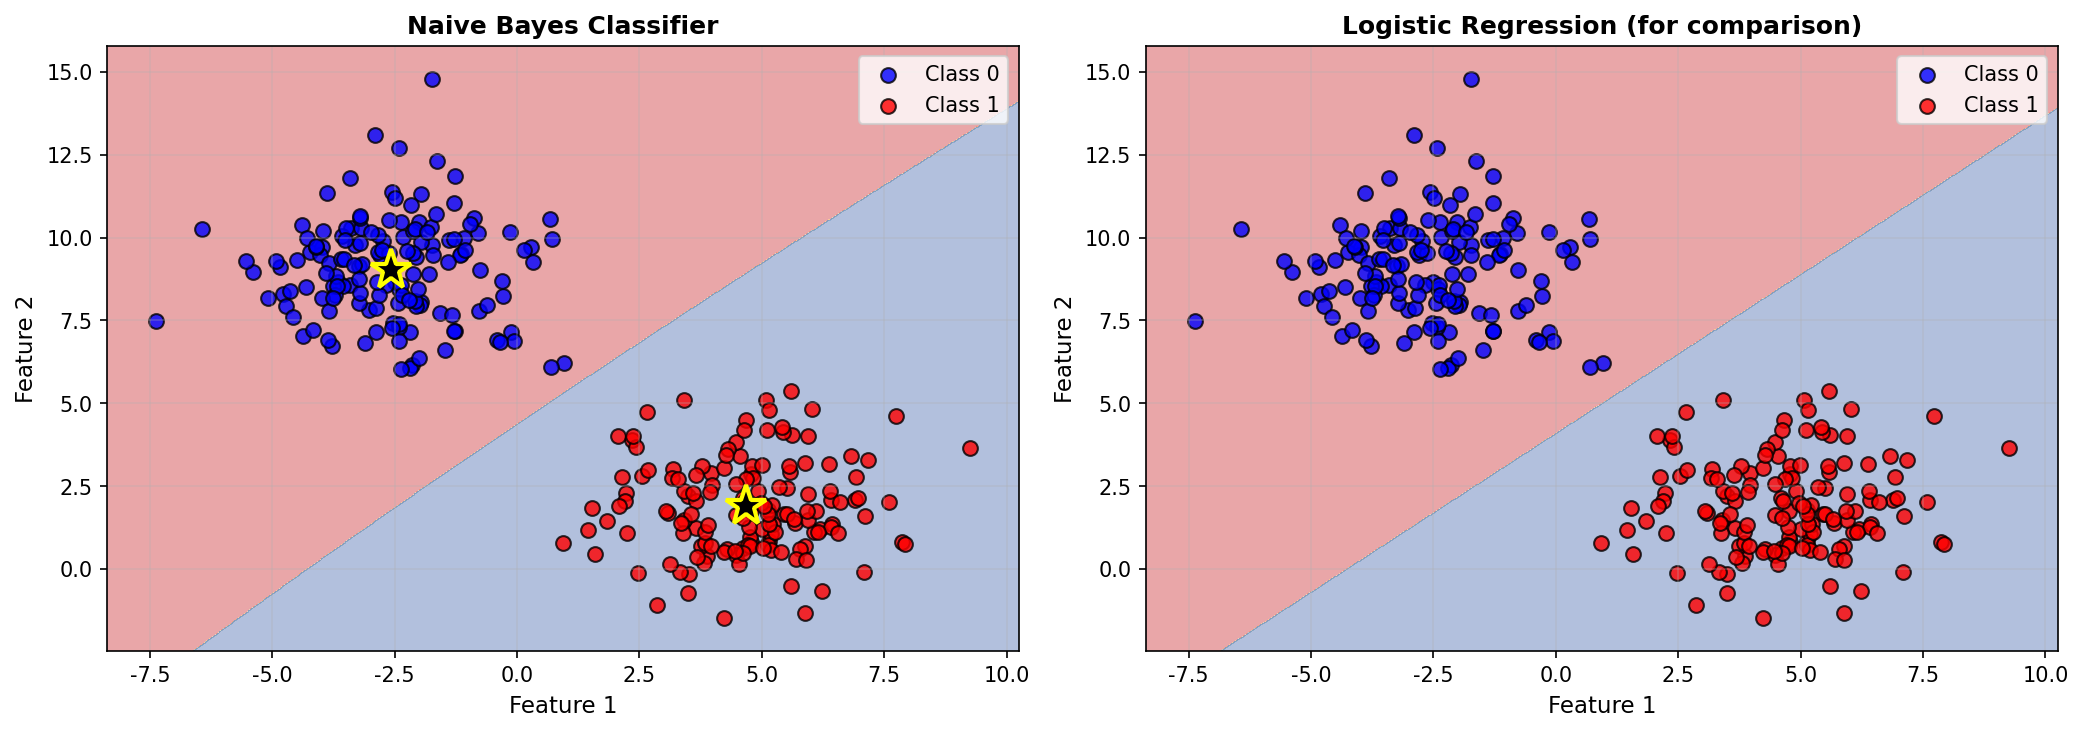 Naive Bayes Classifier
Class 0
Class 1
15.0
12.5
10.0
7.5
5.0
2.5
0.0
Feature 2
-7.5 -5.0 -2.5 0.0 2.5 5.0 7.5 10.0
Feature 1
Logistic Regression (for comparison)
Class 0
Class 1
15.0
12.5
10.0
7.5
5.0
2.5
0.0
Feature 2
-7.5 -5.0 -2.5 0.0 2.5 5.0 7.5 10.0
Feature 1